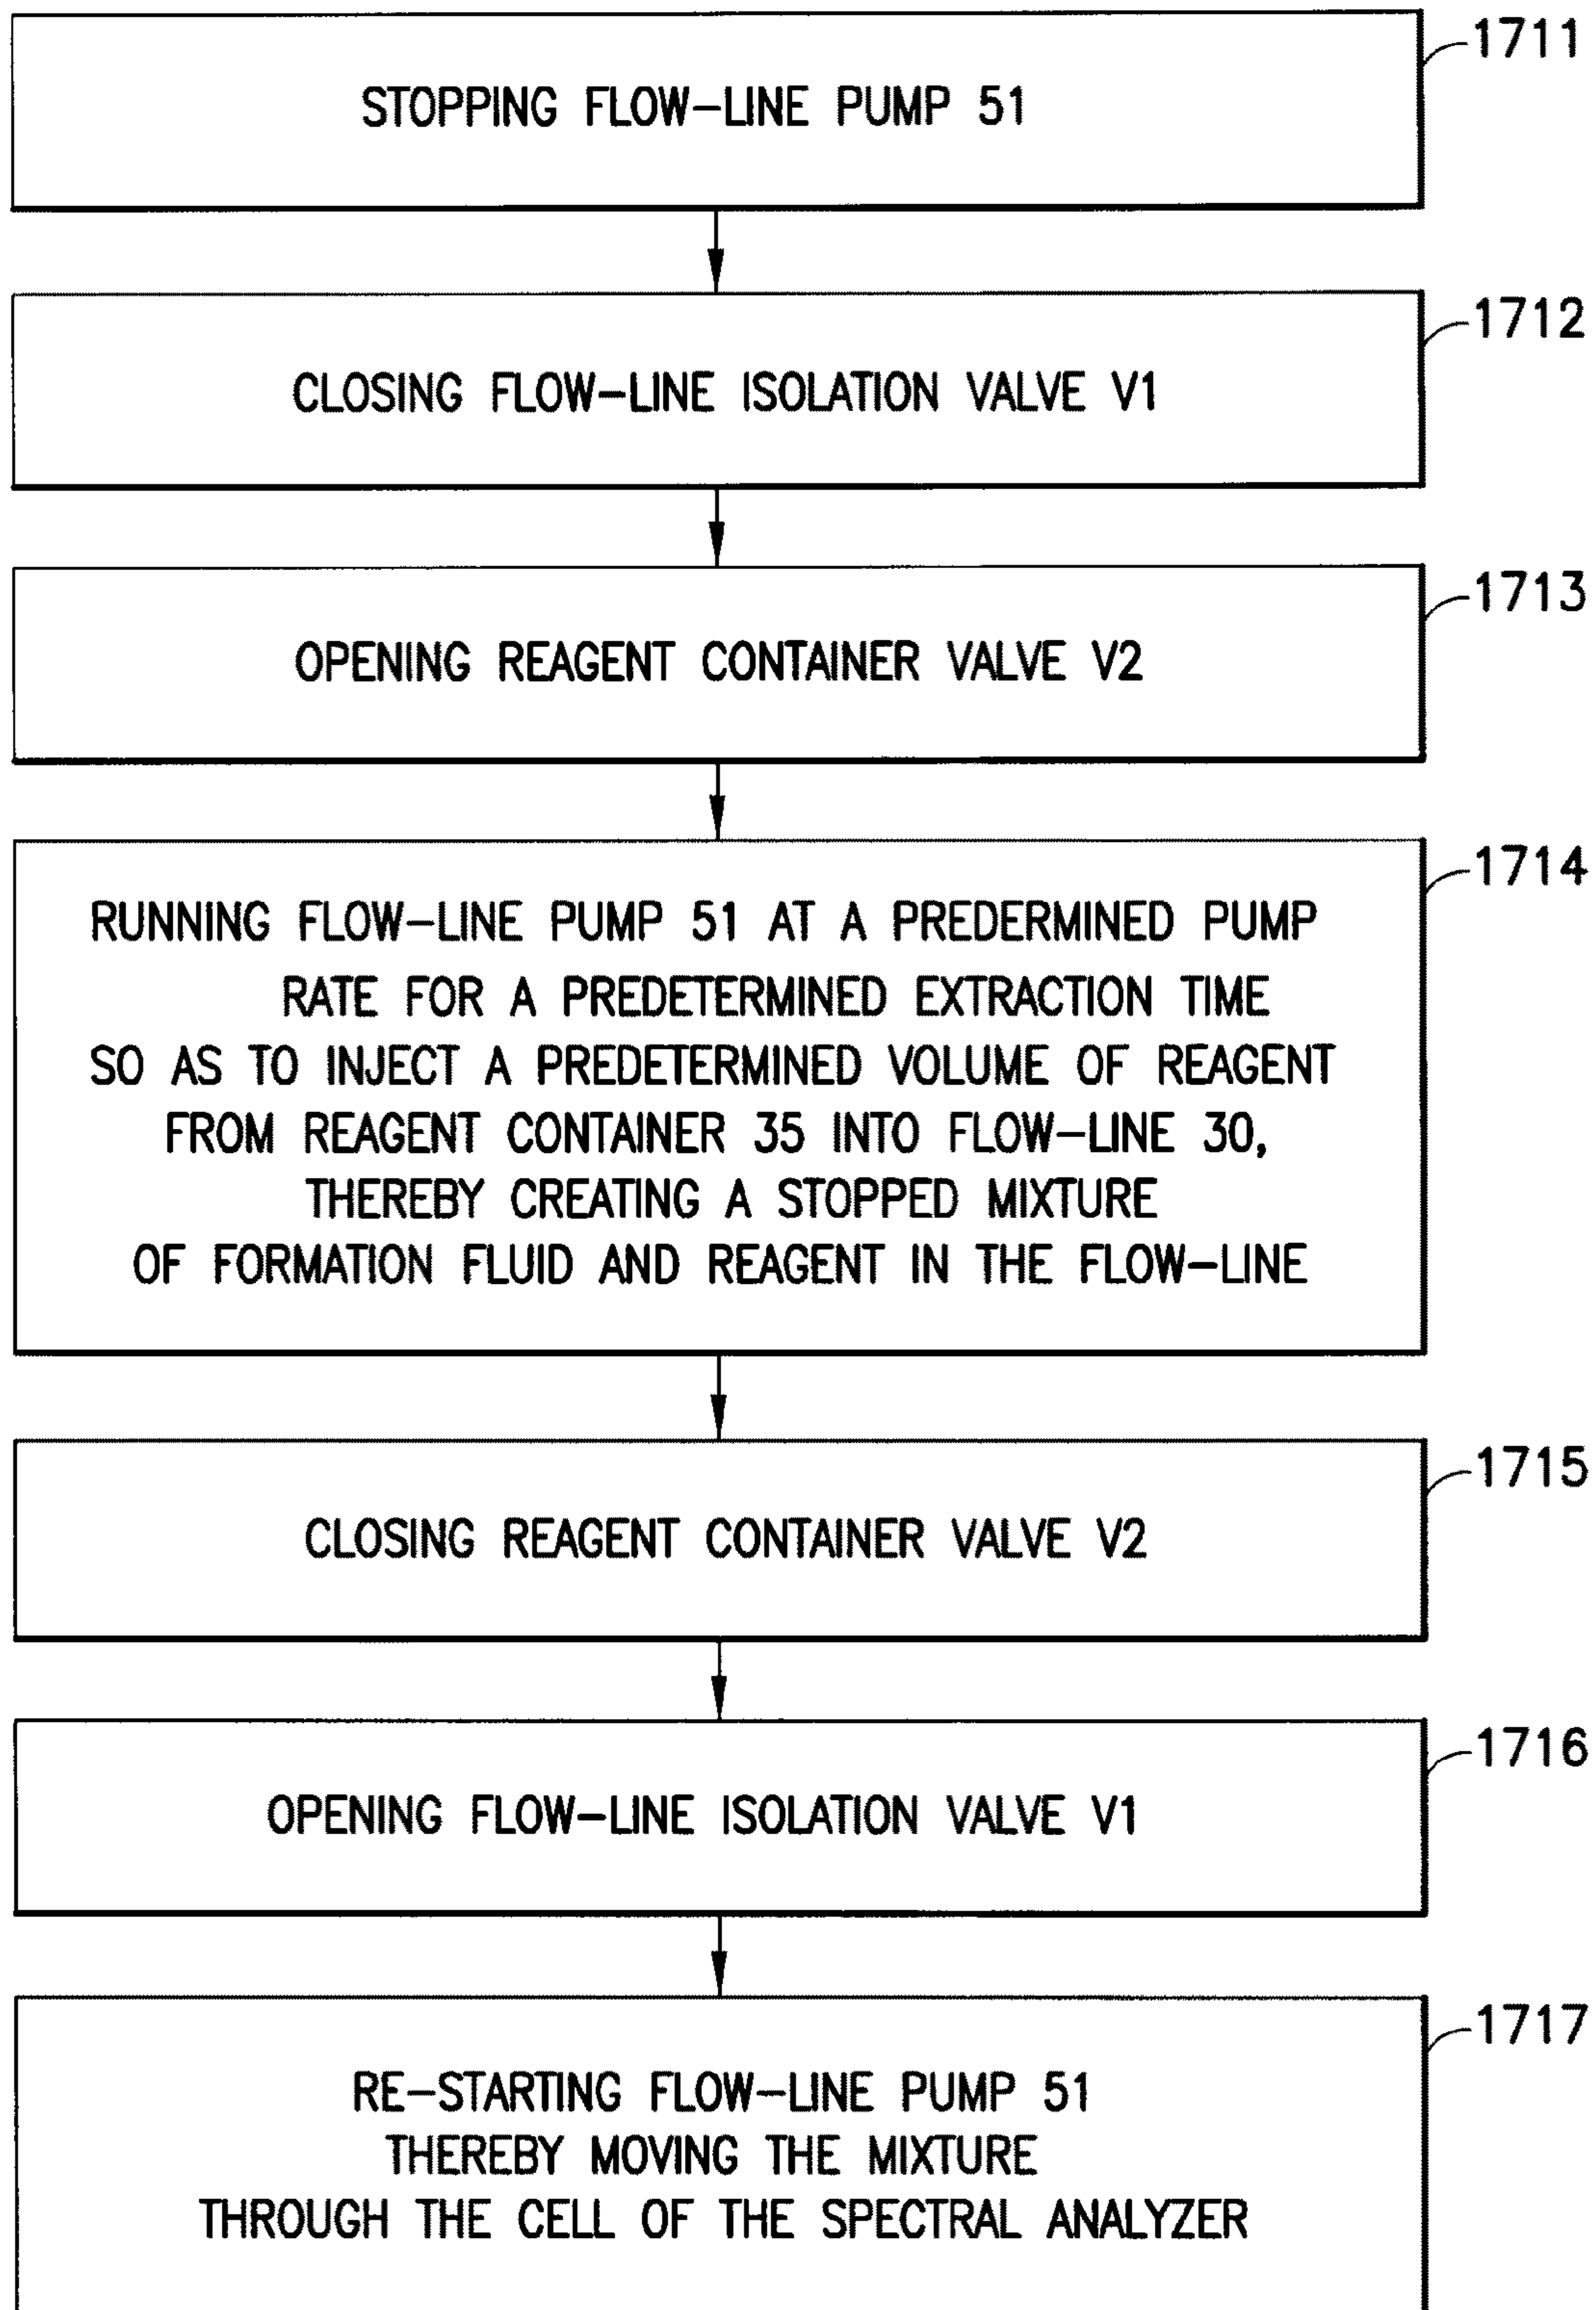 1711
STOPPING FLOW-LINE PUMP 51
1712
CLOSING FLOW-LINE ISOLATION VALVE V1
1713
OPENING REAGENT CONTAINER VALVE V2
1714
RUNNING FLOW-LINE PUMP 51 AT A PREDERMINED PUMP
RATE FOR A PREDETERMINED EXTRACTION TIME
SO AS TO INJECT A PREDETERMINED VOLUME OF REAGENT
FROM REAGENT CONTAINER 35 INTO FLOW-LINE 30,
THEREBY CREATING A STOPPED MIXTURE
OF FORMATION FLUID AND REAGENT IN THE FLOW-LINE
1715
CLOSING REAGENT CONTAINER VALVE V2
1716
OPENING FLOW-LINE ISOLATION VALVE V1
1717
RE-STARTING FLOW-LINE PUMP 51
THEREBY MOVING THE MIXTURE
THROUGH THE CELL OF THE SPECTRAL ANALYZER